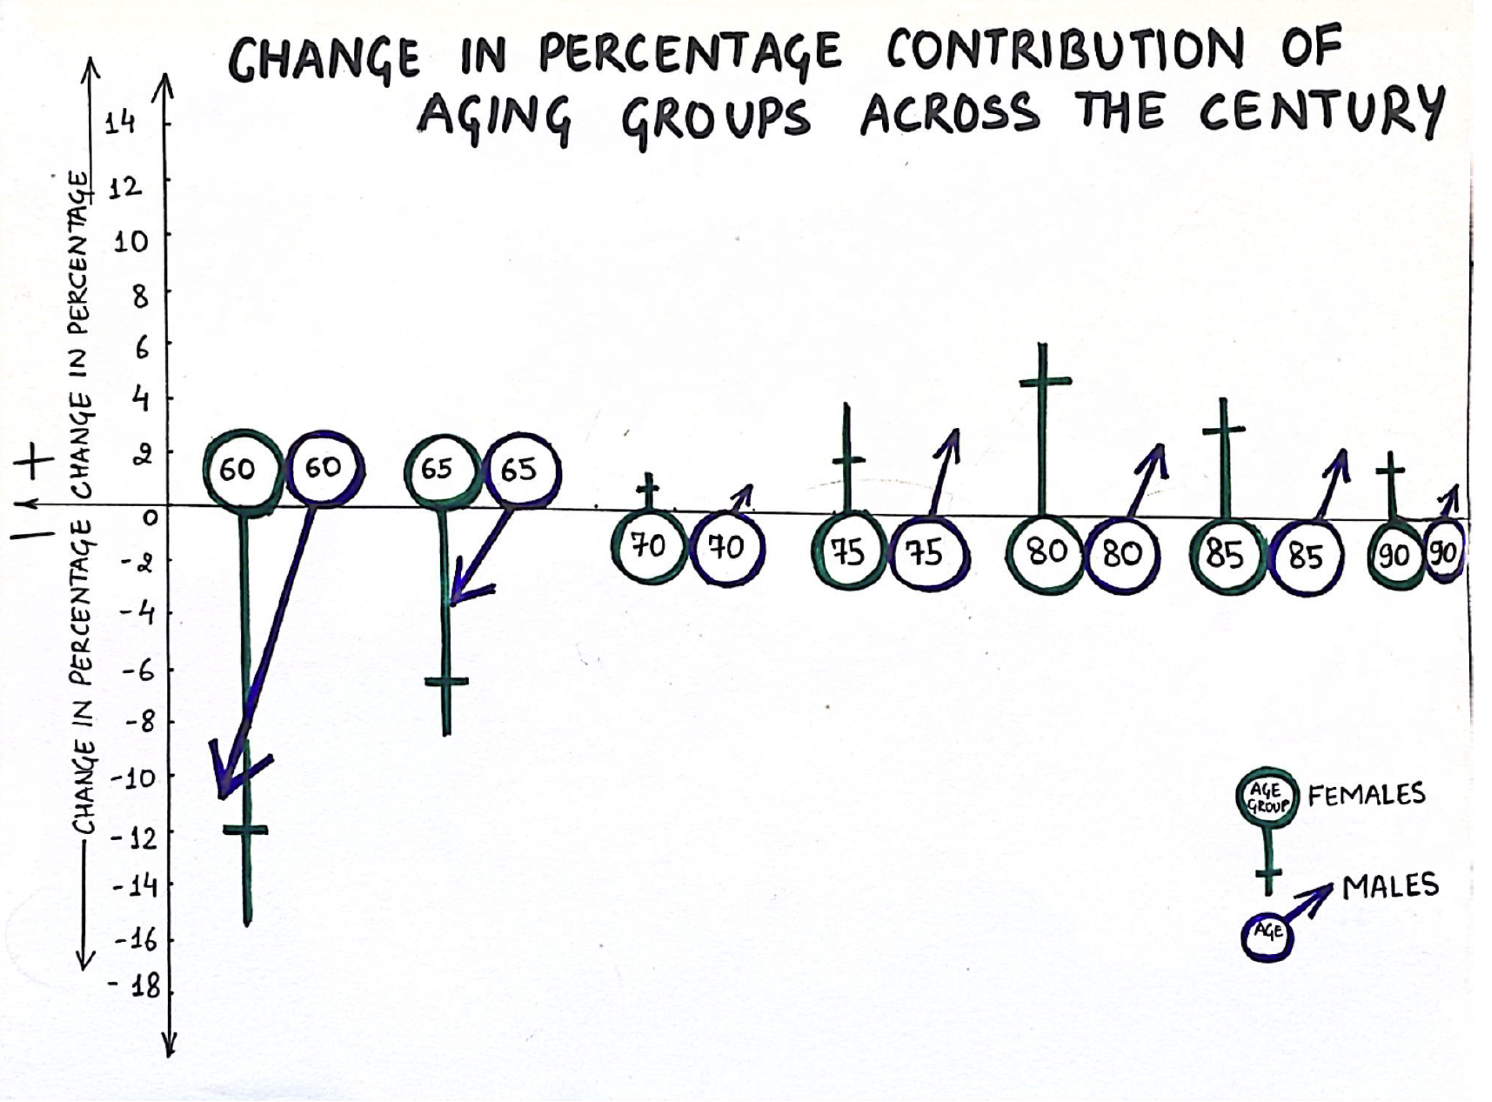 CHANGE IN PERCENTAGE CONTRIBUTION OF
AGING GROUPS ACROSS THE CENTURY
CHANGE IN PERCENTAGE
+
−
CHANGE IN PERCENTAGE
14
12
10
8
6
4
2
0
-2
-4
-6
-8
-10
-12
-14
-16
-18
60 60 65 65
70 70 75 75 80 80 85 85 90 90
AGE
GROUP
FEMALES
MALES
AGE